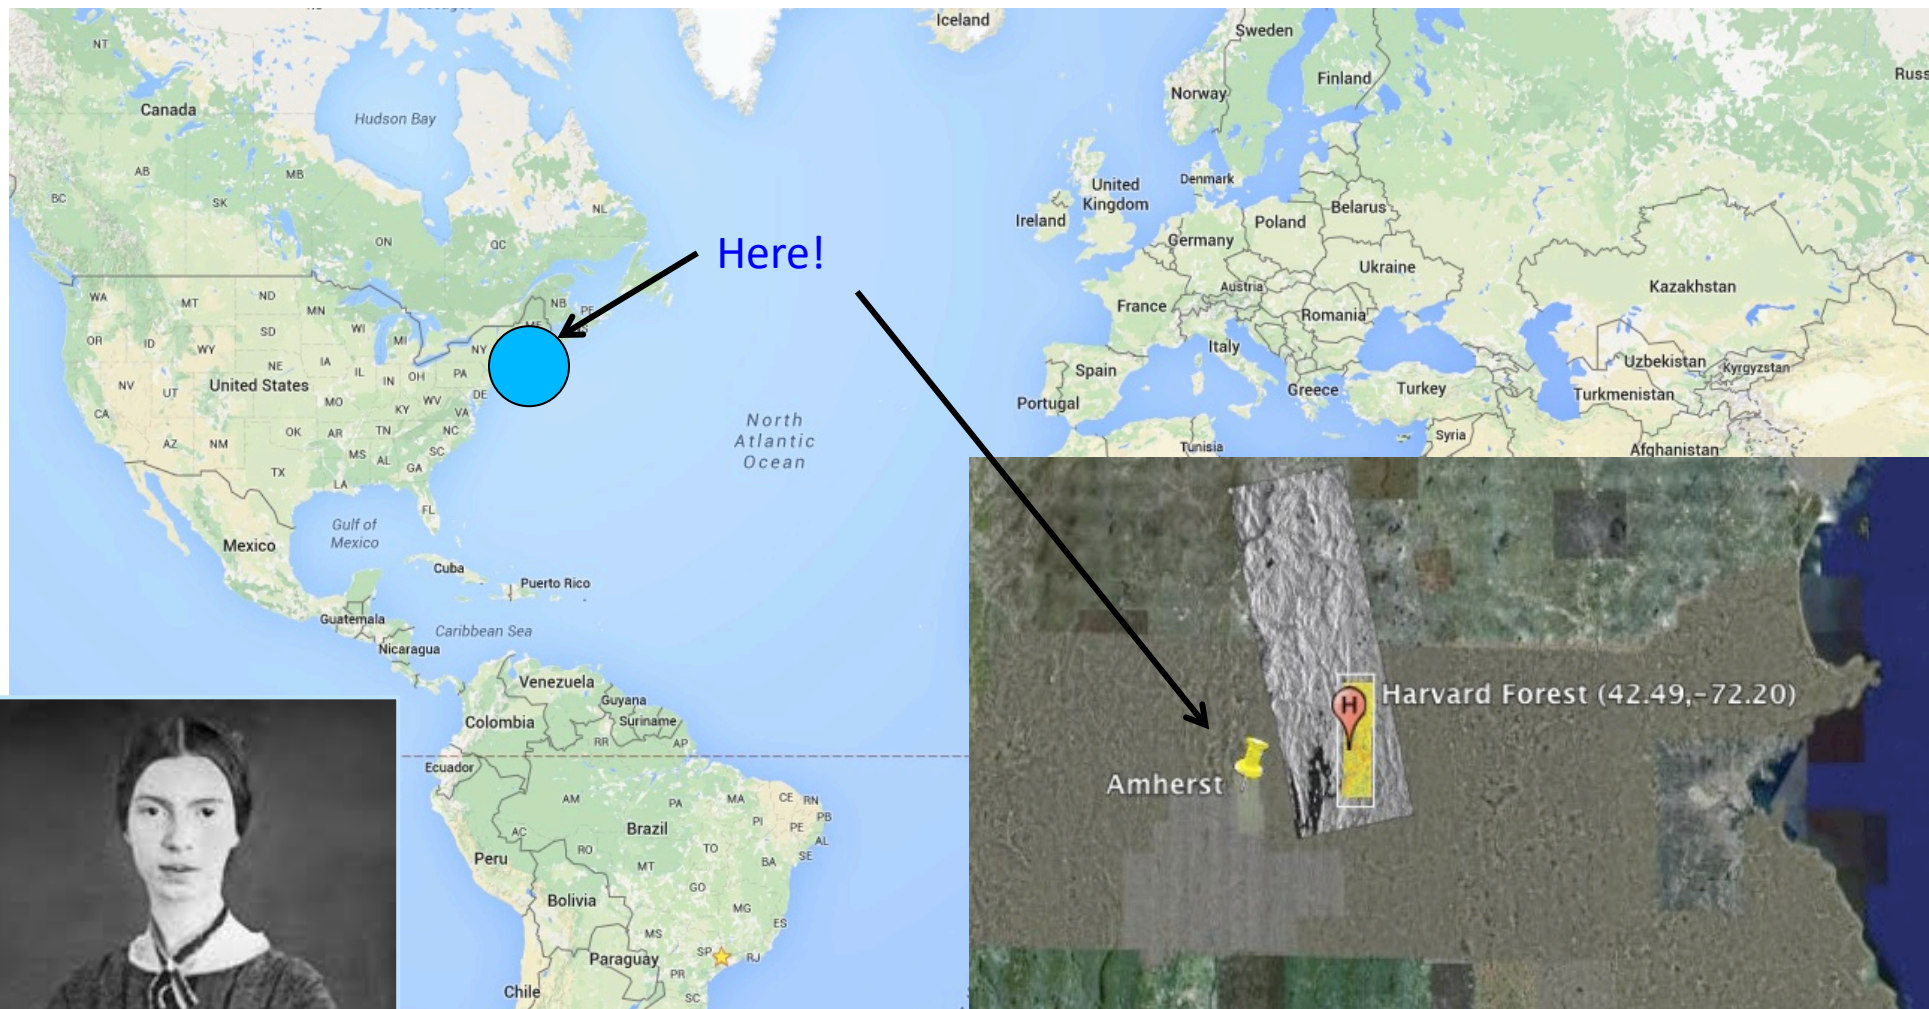 Iceland
Sweden
NT
Finland
Russ
Norway
Canada
Hudson Bay
AB
MB
United
Kingdom
Denmark
BC
SK
NL
Ireland
Poland
Belarus
ON
QC
Germany
Here!
Ukraine
Kazakhstan
WA
MT
ND
MN
NB
PE
Austria
France
Romania
OR
ID
SD
WI
MI
NY
WY
Italy
Uzbekistan
Kyrgyzstan
NE
IA
IL
IN
OH
PA
Spain
NV
UT
United States
Greece
Turkey
Turkmenistan
MO
KY
WV
DE
VA
CA
Portugal
North
Atlantic
Ocean
AZ
NM
OK
AR
TN
NC
Tunisia
Syria
Afghanistan
MS
AL
GA
SC
TX
LA
FL
Gulf of
Mexico
Mexico
Cuba
Puerto Rico
Guatemala
Caribbean Sea
Nicaragua
Venezuela
Guyana
Colombia
Suriname
RR
AP
H
Harvard Forest (42.49,-72.20)
Ecuador
Amherst
AM
PA
MA
CE
RN
PB
PI
PE
AC
Brazil
AL
Peru
RO
TO
SE
MT
BA
GO
Bolivia
MG
ES
MS
SP
RJ
Paraguay
PR
Chile
SC